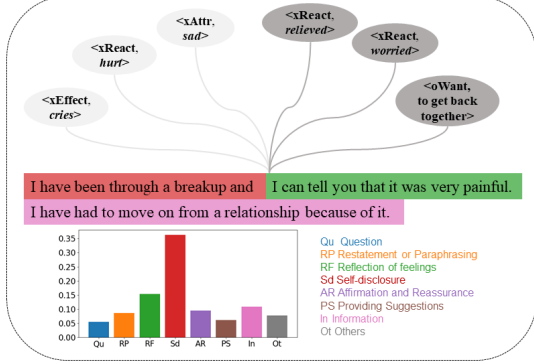 <xAttr,
sad>
<xReact,
relieved>
<xReact,
hurt>
<xReact,
worried>
<xEffect,
cries>
<oWant,
to get back
together>
I have been through a breakup and I can tell you that it was very painful.
I have had to move on from a relationship because of it.
0.35
0.30
0.25
0.20
0.15
0.10
0.05
0.00
Qu RP RF Sd AR PS In Ot
Qu Question
RP Restatement or Paraphrasing
RF Reflection of feelings
Sd Self-disclosure
AR Affirmation and Reassurance
PS Providing Suggestions
In Information
Ot Others